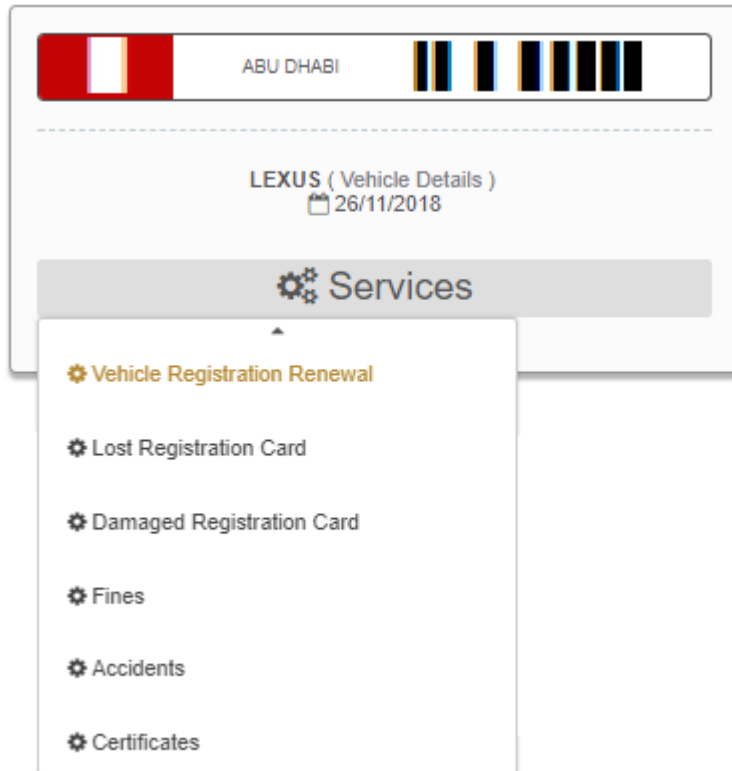 ABU DHABI
LEXUS ( Vehicle Details )
26/11/2018
Services
Vehicle Registration Renewal
Lost Registration Card
Damaged Registration Card
Fines
Accidents
Certificates